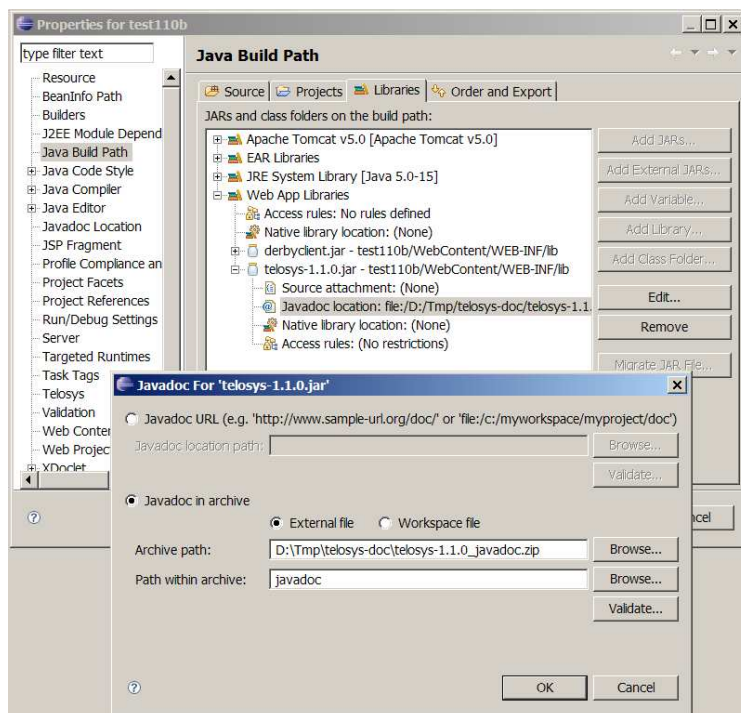 Properties for test110b
type filter text
Resource
BeanInfo Path
Builders
J2EE Module Depend
Java Build Path
Java Code Style
Java Compiler
Java Editor
Javadoc Location
JSP Fragment
Profile Compliance an
Project Facets
Project References
Run/Debug Settings
Server
Targeted Runtimes
Task Tags
Telosys
Validation
Web Conter
Web Projec
XDoclet
Java Build Path
Source Projects Libraries Order and Export
JARs and class folders on the build path:
Apache Tomcat v5.0 [Apache Tomcat v5.0]
EAR Libraries
JRE System Library [Java 5.0-15]
Web App Libraries
Access rules: No rules defined
Native library location: (None)
derbyclient.jar - test110b/WebContent/WEB-INF/lib
telosys-1.1.0.jar - test110b/WebContent/WEB-INF/lib
Source attachment: (None)
Javadoc location: file:/D:/Tmp/telosys-doc/telosys-1.1.
Native library location: (None)
Access rules: (No restrictions)
Add JARs...
Add External JARs...
Add Variable...
Add Library...
Add Class Folder...
Edit...
Remove
Migrate JAR File...
ncel
Javadoc For 'telosys-1.1.0.jar'
Javadoc URL (e.g. 'http://www.sample-url.org/doc/' or 'file:/c:/myworkspace/myproject/doc')
Javadoc location path: Browse...
Validate...
Javadoc in archive
External file Workspace file
Archive path: D:\Tmp\telosys-doc\telosys-1.1.0_javadoc.zip Browse...
Path within archive: javadoc Browse...
Validate...
OK Cancel